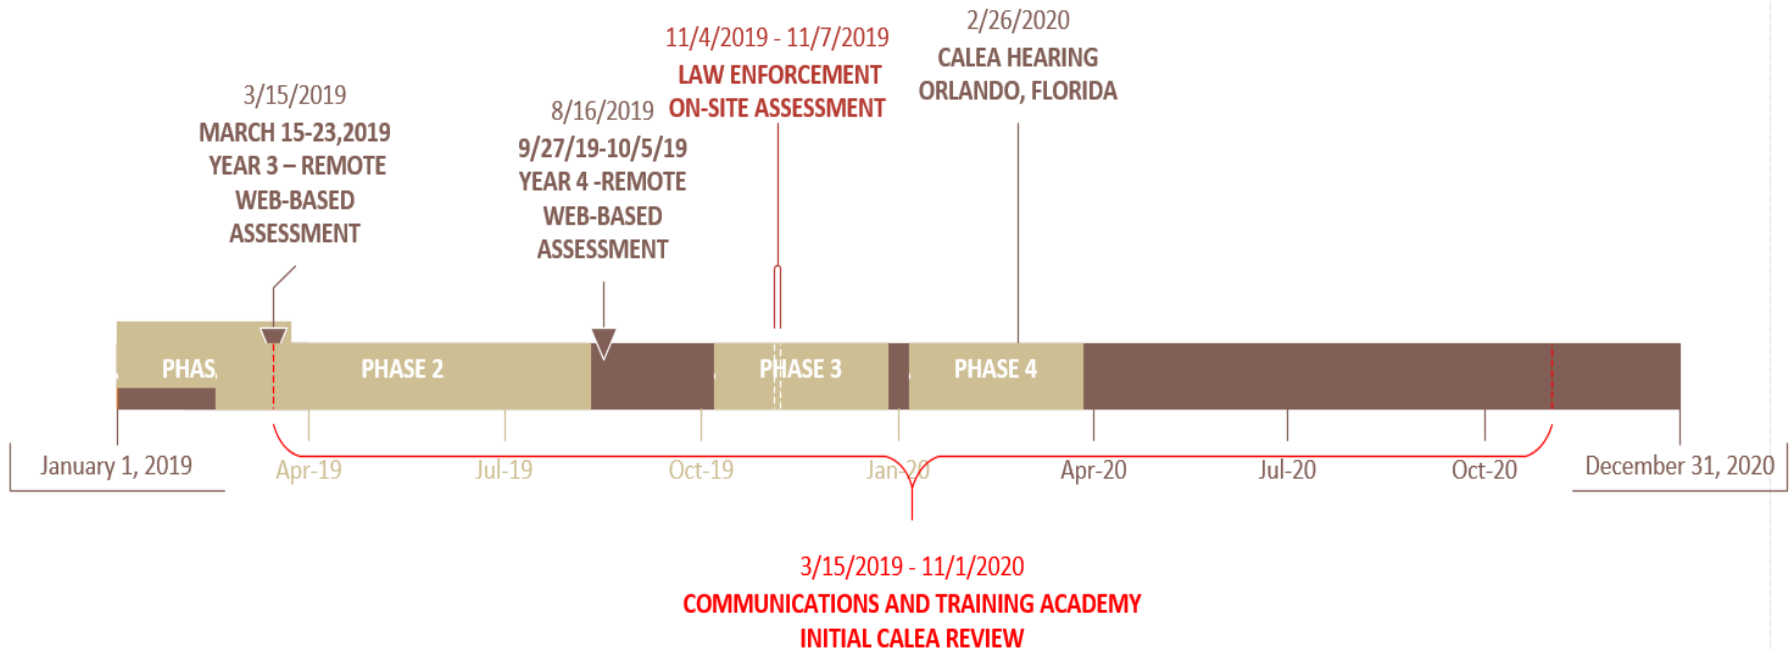 3/15/2019
MARCH 15-23,2019
YEAR 3 – REMOTE
WEB-BASED
ASSESSMENT
8/16/2019
9/27/19-10/5/19
YEAR 4 -REMOTE
WEB-BASED
ASSESSMENT
11/4/2019 - 11/7/2019
LAW ENFORCEMENT
ON-SITE ASSESSMENT
2/26/2020
CALEA HEARING
ORLANDO, FLORIDA
PHAS
PHASE 2
PHASE 3
PHASE 4
January 1, 2019
Apr-19
Jul-19
Oct-19
Jan-20
Apr-20
Jul-20
Oct-20
December 31, 2020
3/15/2019 - 11/1/2020
COMMUNICATIONS AND TRAINING ACADEMY
INITIAL CALEA REVIEW